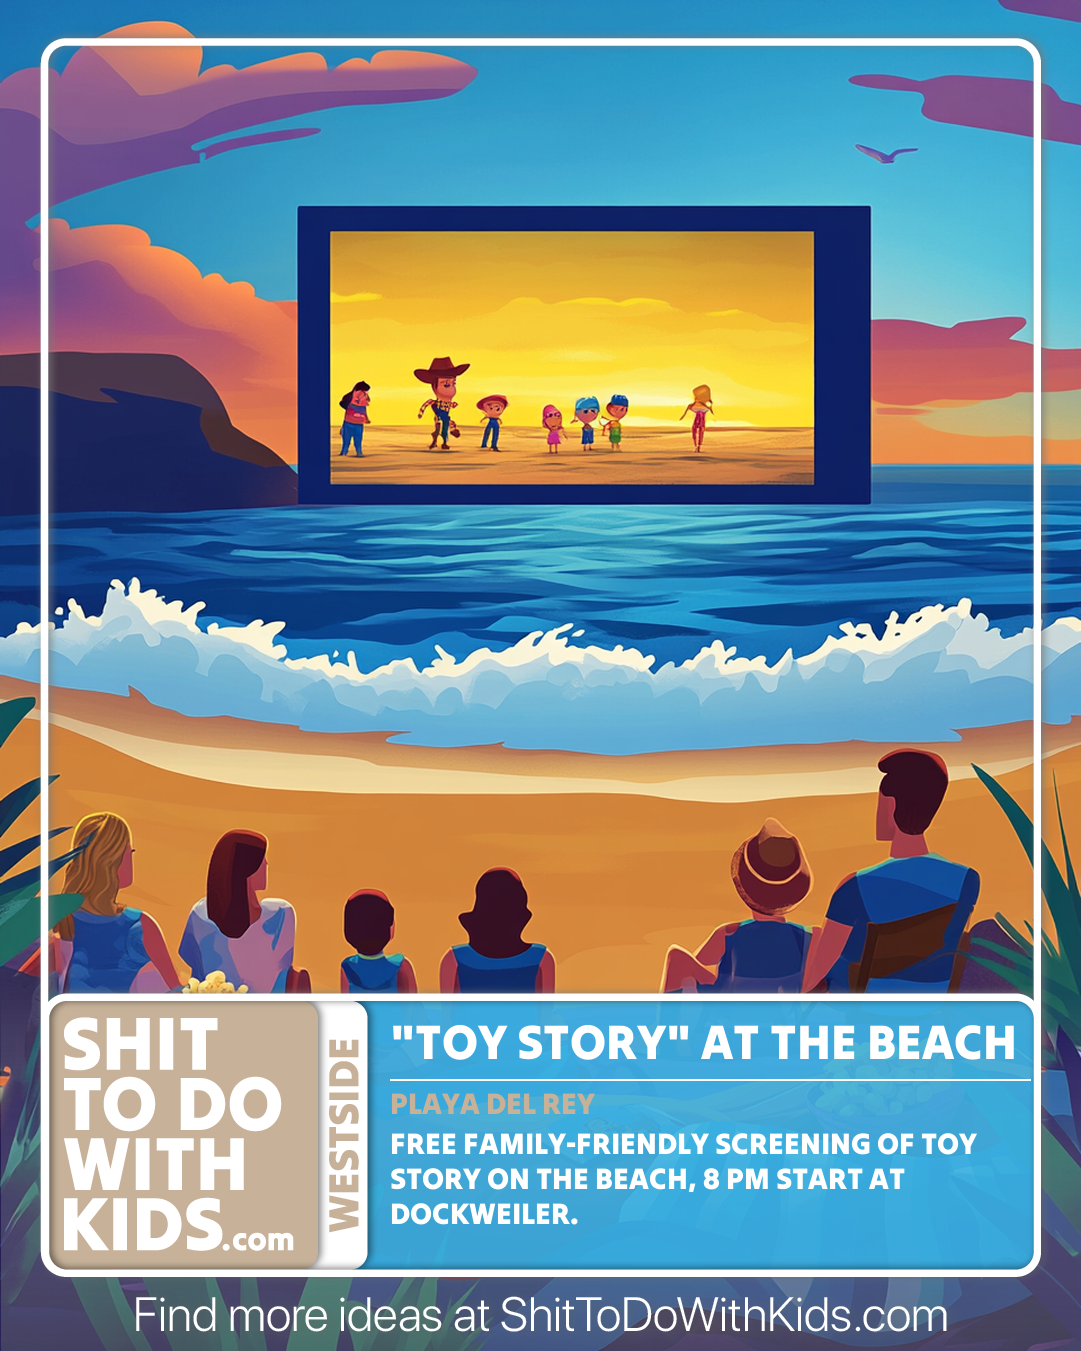 SHIT
TO DO
WITH
KIDS.com
WESTSIDE
"TOY STORY" AT THE BEACH
PLAYA DEL REY
FREE FAMILY-FRIENDLY SCREENING OF TOY
STORY ON THE BEACH, 8 PM START AT
DOCKWEILER.
Find more ideas at ShitToDoWithKids.com